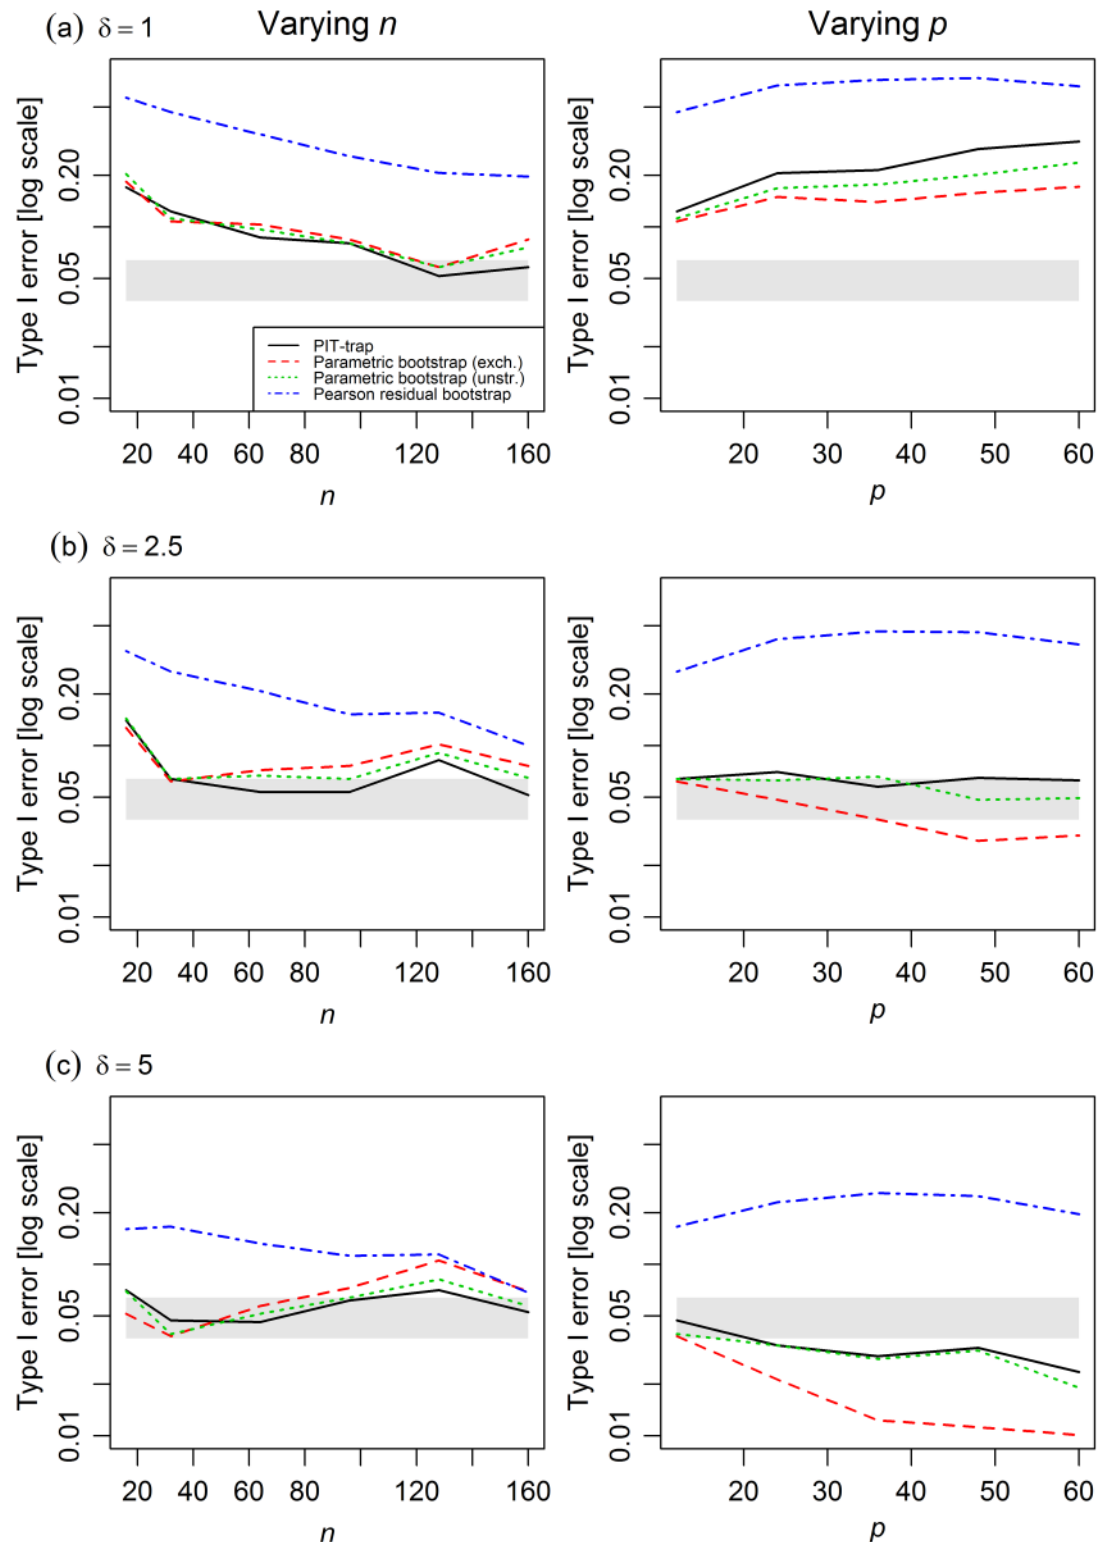 (a) δ = 1
Varying n
Varying p
Type I error [log scale]
0.20
0.05
0.01
PIT-trap
Parametric bootstrap (exch.)
Parametric bootstrap (unstr.)
Pearson residual bootstrap
20 40 60 80 120 160
n
Type I error [log scale]
0.20
0.05
0.01
20 30 40 50 60
p
(b) δ = 2.5
Type I error [log scale]
0.20
0.05
0.01
20 40 60 80 120 160
n
Type I error [log scale]
0.20
0.05
0.01
20 30 40 50 60
p
(c) δ = 5
Type I error [log scale]
0.20
0.05
0.01
20 40 60 80 120 160
n
Type I error [log scale]
0.20
0.05
0.01
20 30 40 50 60
p